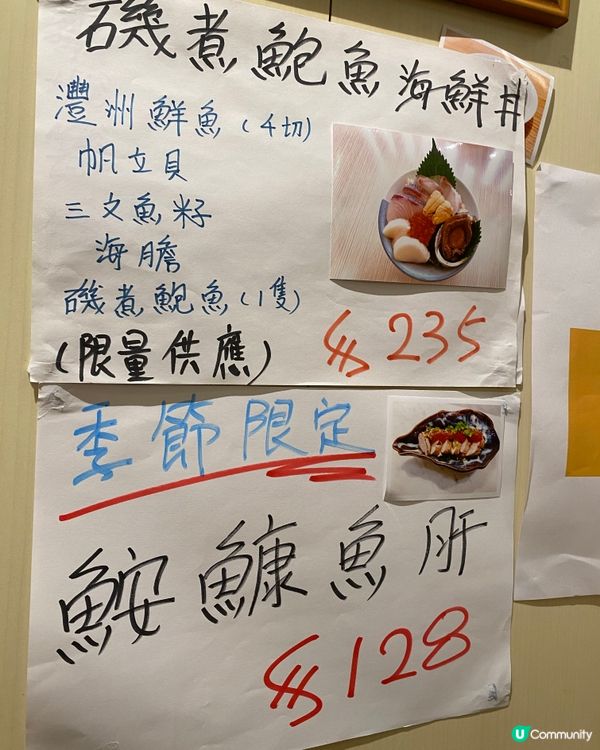 磯煮鮑魚海鮮丼
灃洲鮮魚(4切)
帆立貝
三文魚籽
海膽
磯煮鮑魚(1隻)
(限量供應)
$235
季節限定
鮟鱇魚肝
$128
U Community